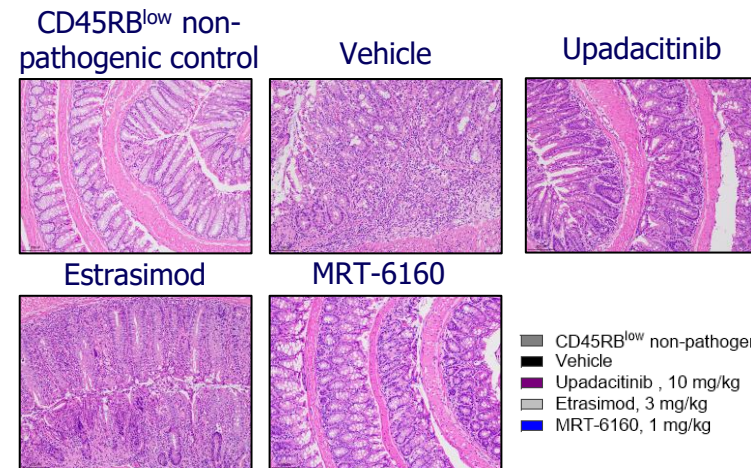 CD45RBlow non-
pathogenic control
Vehicle
Upadacitinib
Estrasimod
MRT-6160
CD45RBlow non-pathogen
Vehicle
Upadacitinib , 10 mg/kg
Etrasimod, 3 mg/kg
MRT-6160, 1 mg/kg